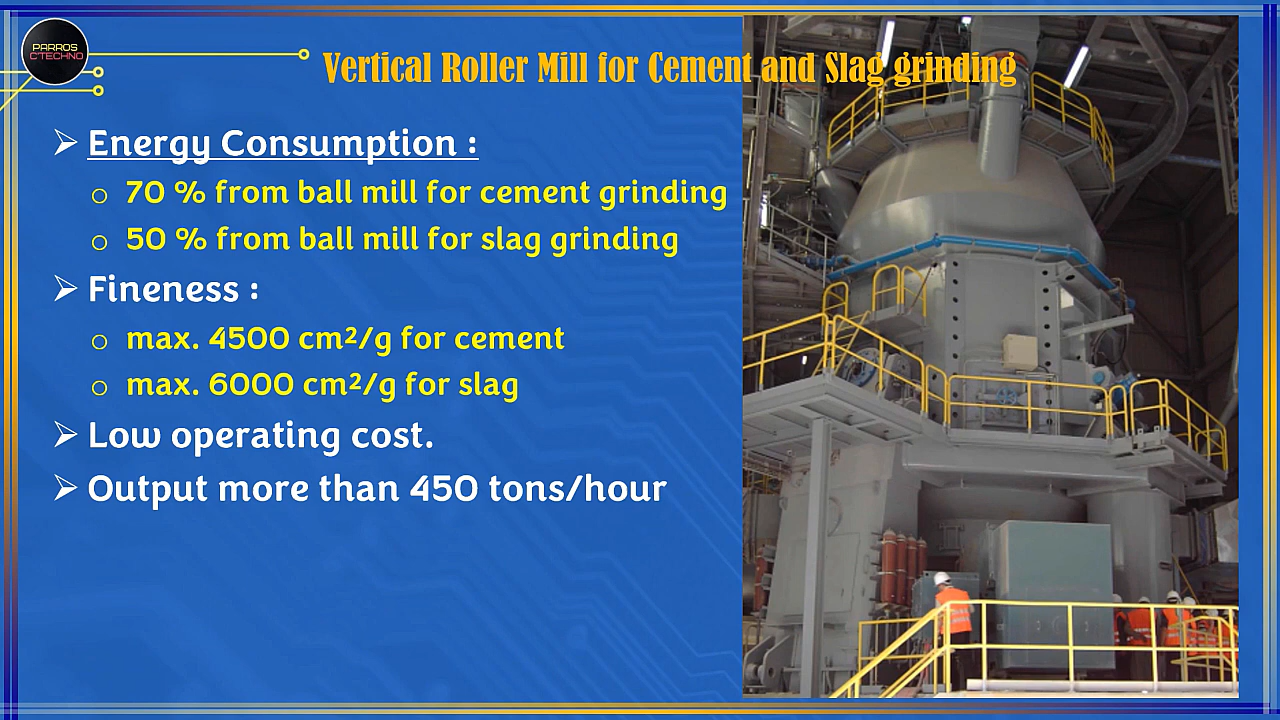 PARROS
C'TECHNO
Vertical Roller Mill for Cement and Slag grinding
Energy Consumption :
70 % from ball mill for cement grinding
50 % from ball mill for slag grinding
Fineness :
max. 4500 cm²/g for cement
max. 6000 cm²/g for slag
Low operating cost.
Output more than 450 tons/hour